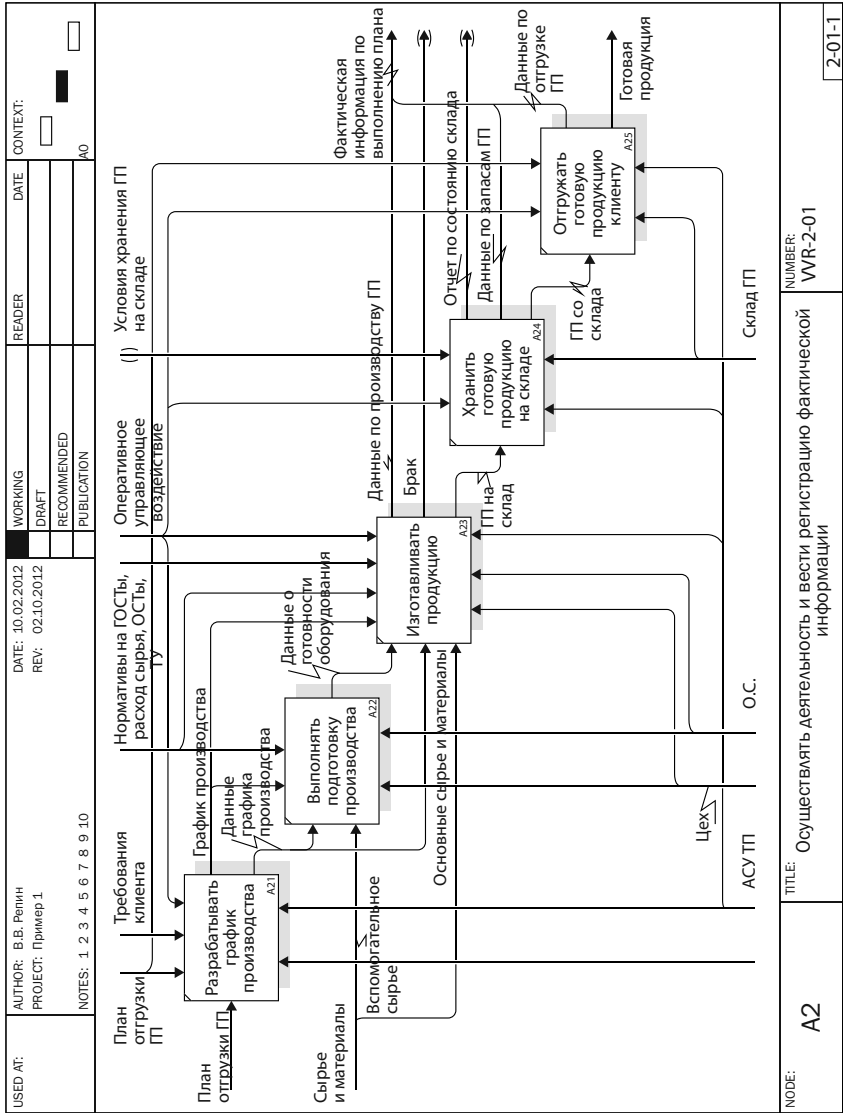 USED AT:
AUTHOR: В.В. Репин
PROJECT: Пример 1
NOTES: 1 2 3 4 5 6 7 8 9 10
DATE: 10.02.2012
REV: 02.10.2012
WORKING
DRAFT
RECOMMENDED
PUBLICATION
READER
DATE
CONTEXT:
A0
План
отгрузки
ГП
Требования
клиента
Нормативы на ГОСТы,
расход сырья, ОСТы,
ТУ
Оперативное
управляющее
воздействие
( )
Условия хранения ГП
на складе
План
отгрузки ГП
Разрабатывать
график
производства
A21
График производства
Данные
графика
производства
Сырье
и материалы
Вспомогательное
сырье
Выполнять
подготовку
производства
A22
Данные о
готовности
оборудования
Основные сырье и материалы
Изготавливать
продукцию
A23
Данные по производству ГП
Брак
ГП на
склад
Хранить
готовую
продукцию
на складе
A24
Отчет по состоянию склада
Данные по запасам ГП
ГП со
склада
Отгружать
готовую
продукцию
клиенту
A25
Фактическая
информация по
выполнению плана
( )
( )
Данные по
отгрузке
ГП
Готовая
продукция
Цех
АСУ ТП
О.С.
Склад ГП
NODE:
A2
TITLE:
Осуществлять деятельность и вести регистрацию фактической
информации
NUMBER:
VVR-2-01
2-01-1